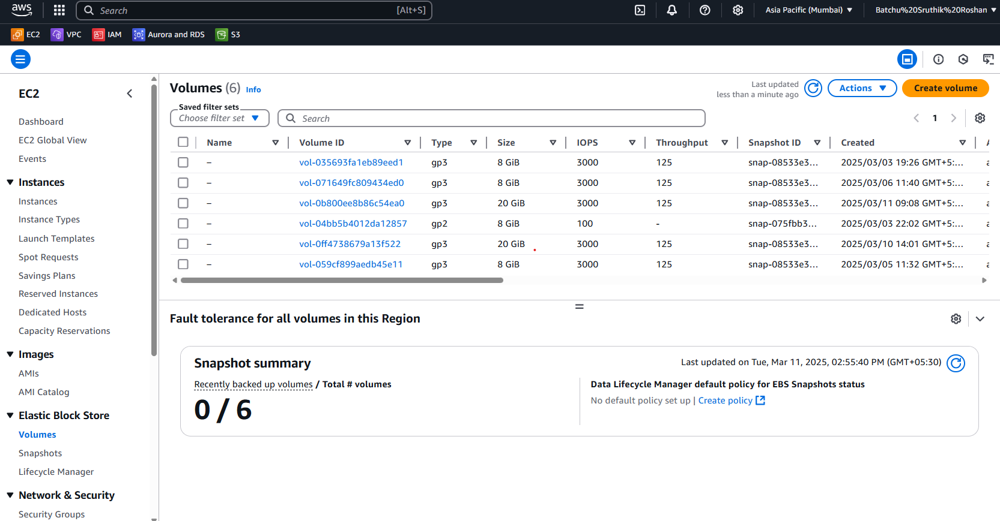 aws
Search [Alt+S]
Asia Pacific (Mumbai)
Batchu%20Sruthik%20Roshan
EC2 VPC IAM Aurora and RDS S3
EC2
Dashboard
EC2 Global View
Events
Instances
Instances
Instance Types
Launch Templates
Spot Requests
Savings Plans
Reserved Instances
Dedicated Hosts
Capacity Reservations
Images
AMIs
AMI Catalog
Elastic Block Store
Volumes
Snapshots
Lifecycle Manager
Network & Security
Security Groups
Volumes (6) Info
Last updated
less than a minute ago
Actions
Create volume
Saved filter sets
Choose filter set
Search
1
Name Volume ID Type Size IOPS Throughput Snapshot ID Created
– vol-035693fa1eb89eed1 gp3 8 GiB 3000 125 snap-08533e3... 2025/03/03 19:26 GMT+5:...
– vol-071649fc809434ed0 gp3 8 GiB 3000 125 snap-08533e3... 2025/03/06 11:40 GMT+5:...
– vol-0b800ee8b86c54ea0 gp3 20 GiB 3000 125 snap-08533e3... 2025/03/11 09:08 GMT+5:...
– vol-04bb5b4012da12857 gp2 8 GiB 100 - snap-075fbb3... 2025/03/03 22:02 GMT+5:...
– vol-0ff4738679a13f522 gp3 20 GiB 3000 125 snap-08533e3... 2025/03/10 14:01 GMT+5:...
– vol-059cf899aedb45e11 gp3 8 GiB 3000 125 snap-08533e3... 2025/03/05 11:32 GMT+5:...
Fault tolerance for all volumes in this Region
Snapshot summary
Last updated on Tue, Mar 11, 2025, 02:55:40 PM (GMT+05:30)
Recently backed up volumes / Total # volumes
0 / 6
Data Lifecycle Manager default policy for EBS Snapshots status
No default policy set up | Create policy